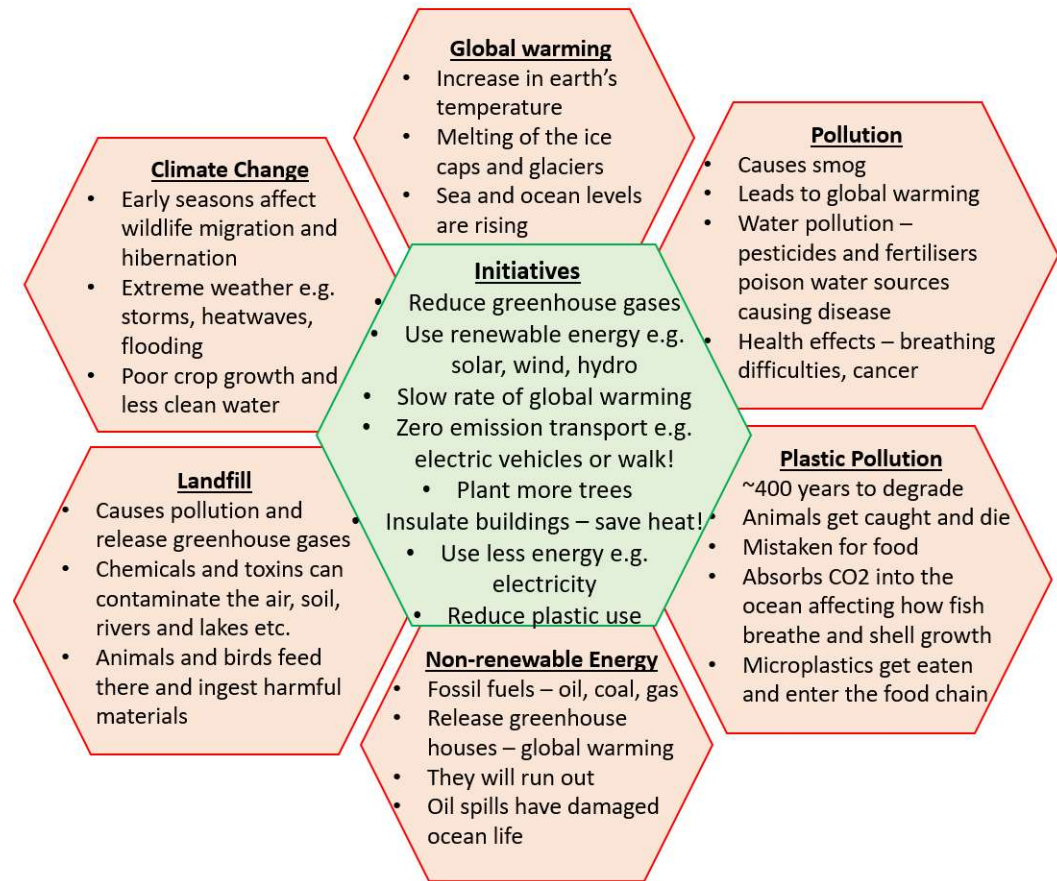 Global warming
• Increase in earth's
temperature
• Melting of the ice
caps and glaciers
• Sea and ocean levels
are rising
Pollution
• Causes smog
• Leads to global warming
• Water pollution –
pesticides and fertilisers
poison water sources
causing disease
• Health effects – breathing
difficulties, cancer
Climate Change
• Early seasons affect
wildlife migration and
hibernation
• Extreme weather e.g.
storms, heatwaves,
flooding
• Poor crop growth and
less clean water
Initiatives
• Reduce greenhouse gases
• Use renewable energy e.g.
solar, wind, hydro
• Slow rate of global warming
• Zero emission transport e.g.
electric vehicles or walk!
• Plant more trees
• Insulate buildings – save heat!
• Use less energy e.g.
electricity
• Reduce plastic use
Plastic Pollution
• ~400 years to degrade
• Animals get caught and die
• Mistaken for food
• Absorbs CO2 into the
ocean affecting how fish
breathe and shell growth
• Microplastics get eaten
and enter the food chain
Landfill
• Causes pollution and
release greenhouse gases
• Chemicals and toxins can
contaminate the air, soil,
rivers and lakes etc.
• Animals and birds feed
there and ingest harmful
materials
Non-renewable Energy
• Fossil fuels – oil, coal, gas
• Release greenhouse
houses – global warming
• They will run out
• Oil spills have damaged
ocean life